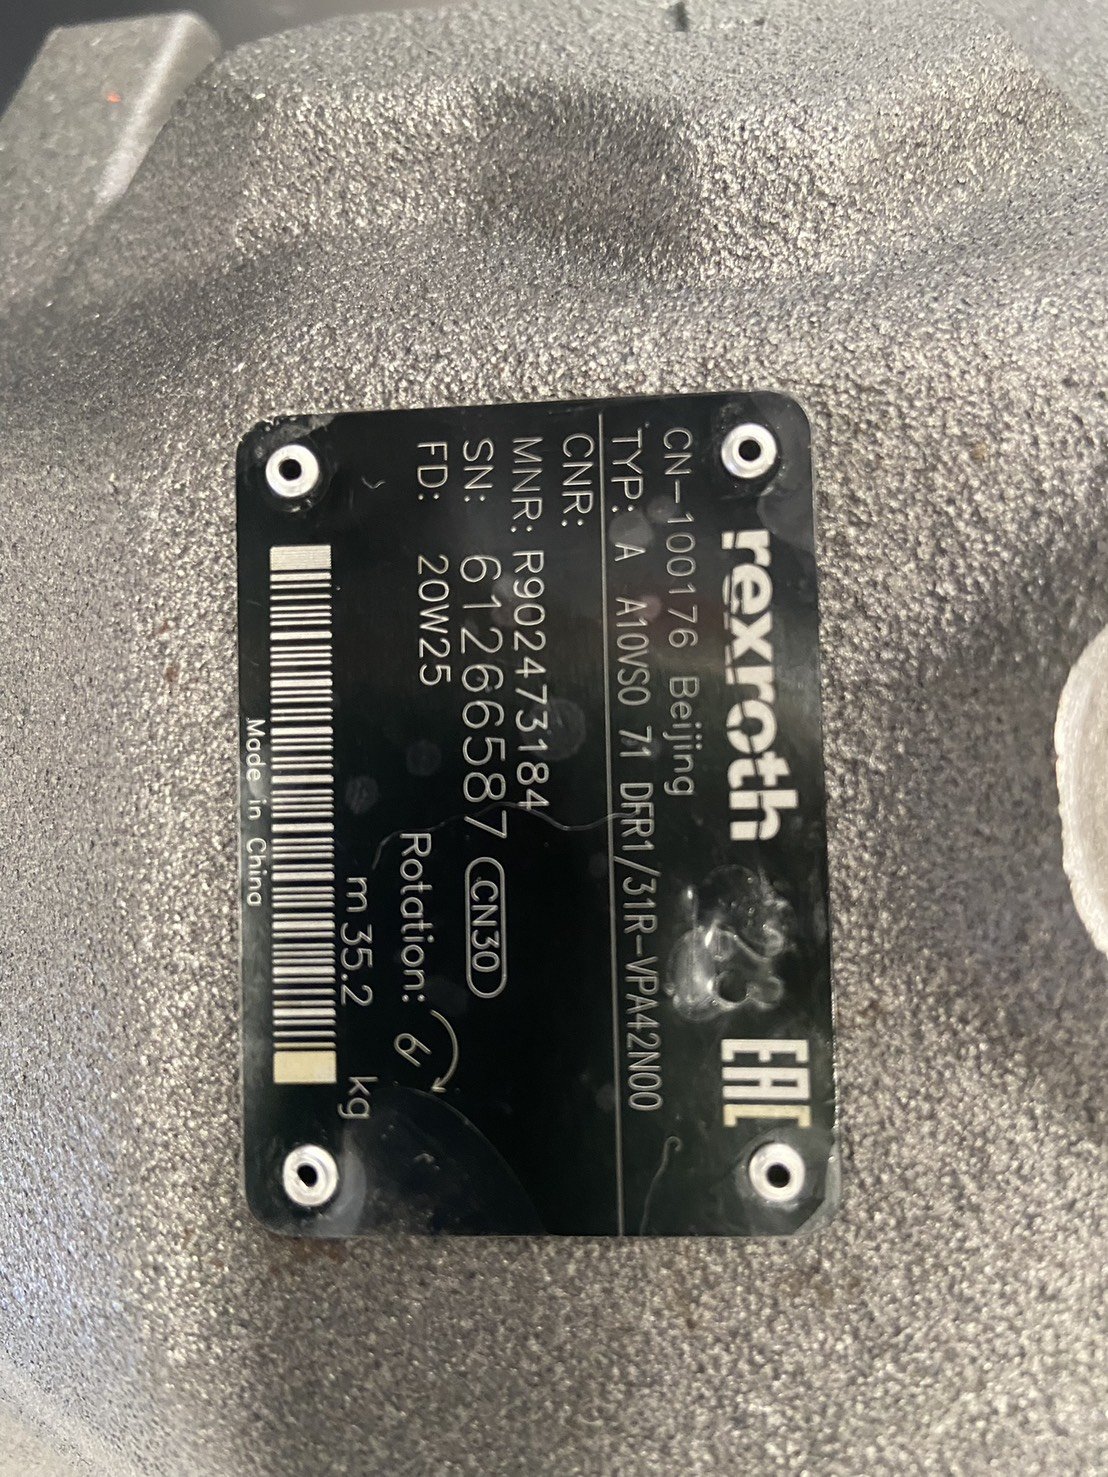 rexroth EAC
CN-100176 Beijing
TYP: A A10VSO 71 DFR1/31R-VPA42N00
CNR:
MNR: R902473184
SN: 61266587 CN30
FD: 20W25 Rotation:
m 35.2 kg
Made in China